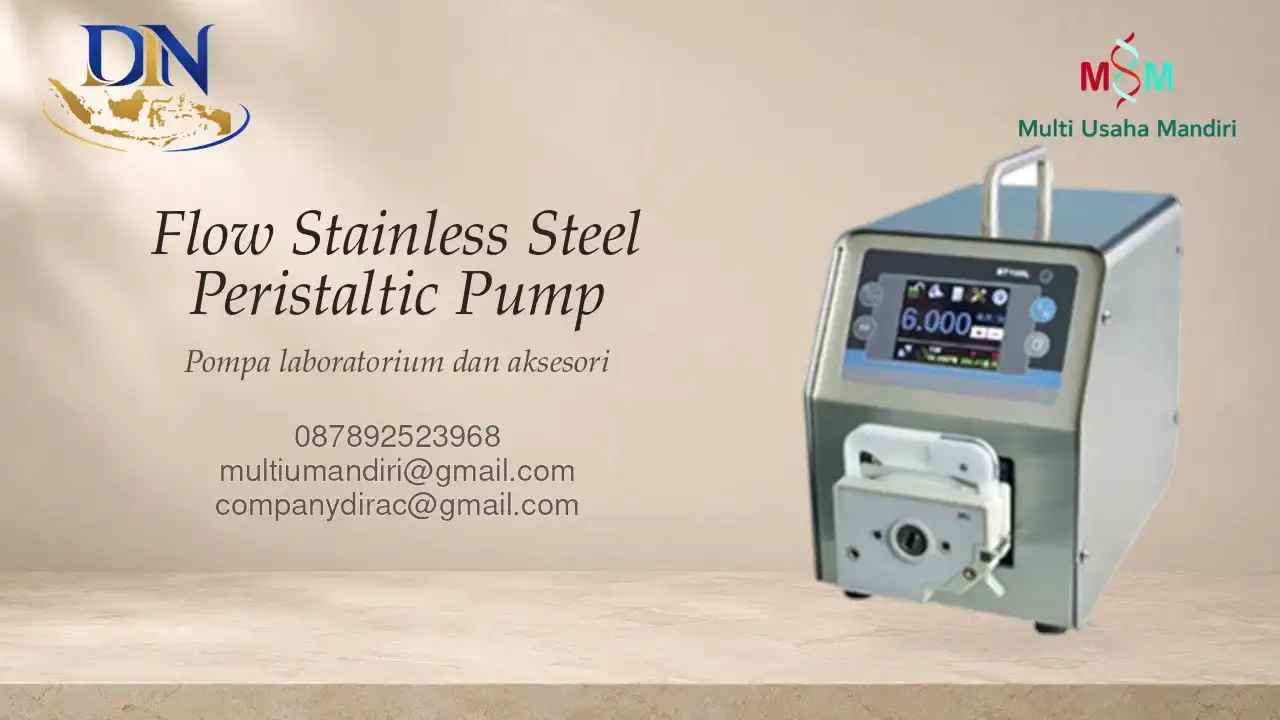 DN
MSM
Multi Usaha Mandiri
Flow Stainless Steel
Peristaltic Pump
Pompa laboratorium dan aksesori
087892523968
multiumandiri@gmail.com
companydirac@gmail.com
6.000